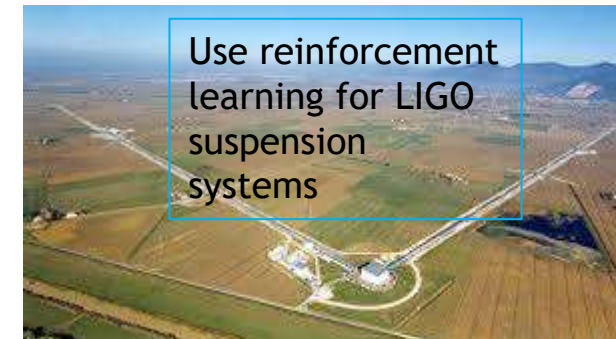 Use reinforcement
learning for LIGO
suspension
systems